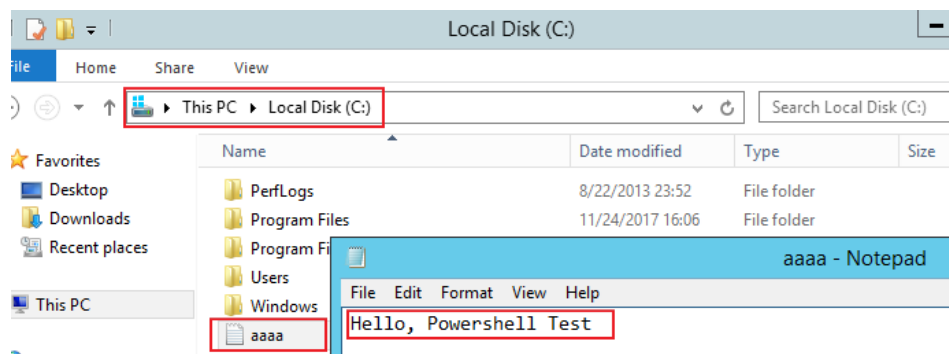 Local Disk (C:)
File Home Share View
This PC Local Disk (C:) Search Local Disk (C:)
Name Date modified Type Size
Favorites
Desktop
Downloads
Recent places
This PC
PerfLogs 8/22/2013 23:52 File folder
Program Files 11/24/2017 16:06 File folder
Program Fi
Users
Windows
aaaa
aaaa - Notepad
File Edit Format View Help
Hello, Powershell Test